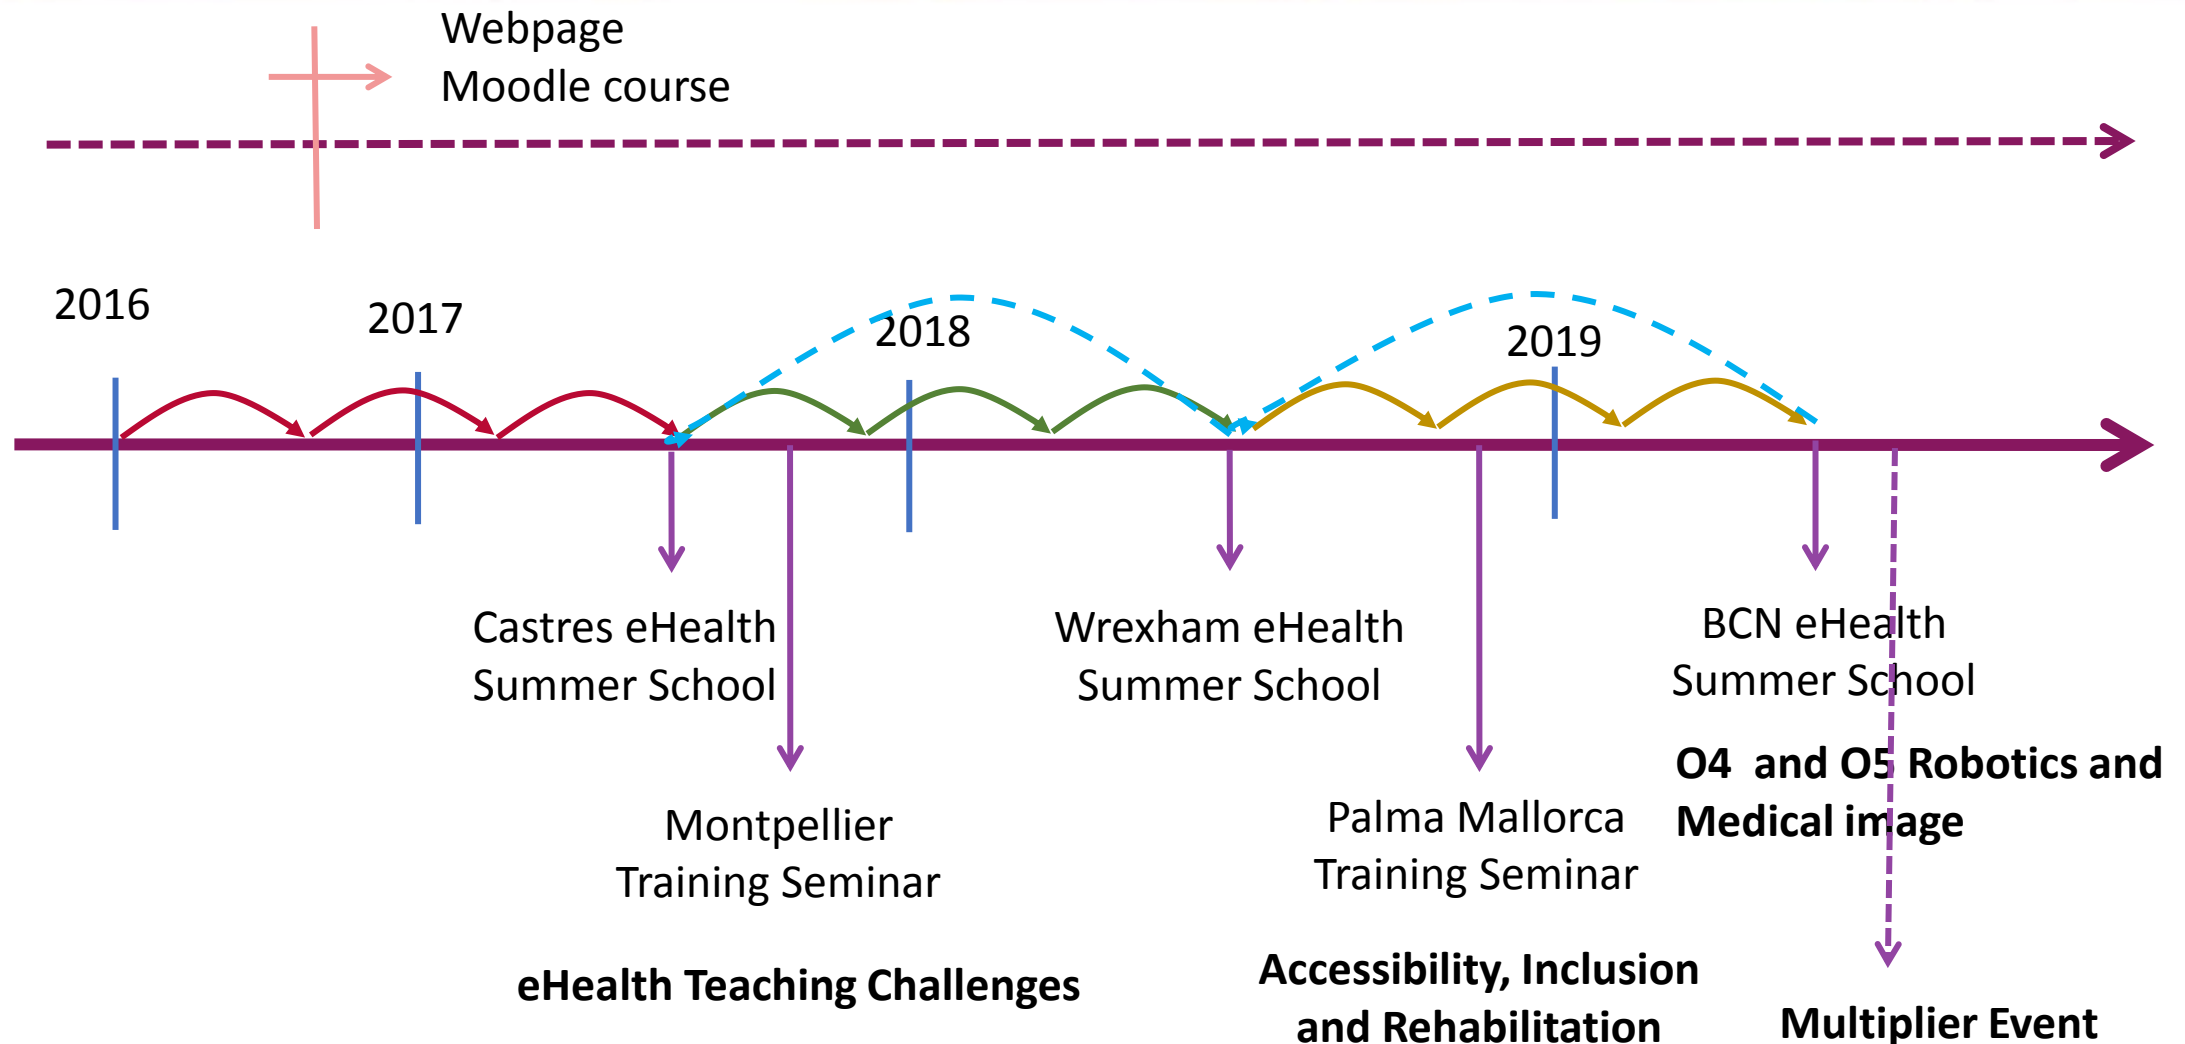 Webpage
Moodle course
2016
2017
2018
2019
Castres eHealth
Summer School
Wrexham eHealth
Summer School
BCN eHealth
Summer School
O4  and O5 Robotics and
Medical image
Montpellier
Training Seminar
Palma Mallorca
Training Seminar
eHealth Teaching Challenges
Accessibility, Inclusion
and Rehabilitation
Multiplier Event